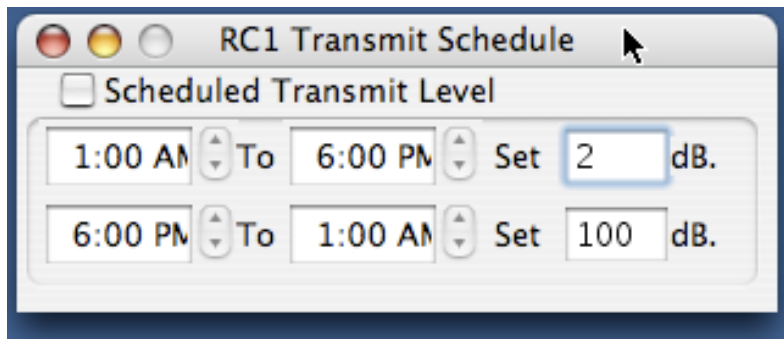 RC1 Transmit Schedule
Scheduled Transmit Level
1:00 AM To 6:00 PM Set 2 dB.
6:00 PM To 1:00 AM Set 100 dB.